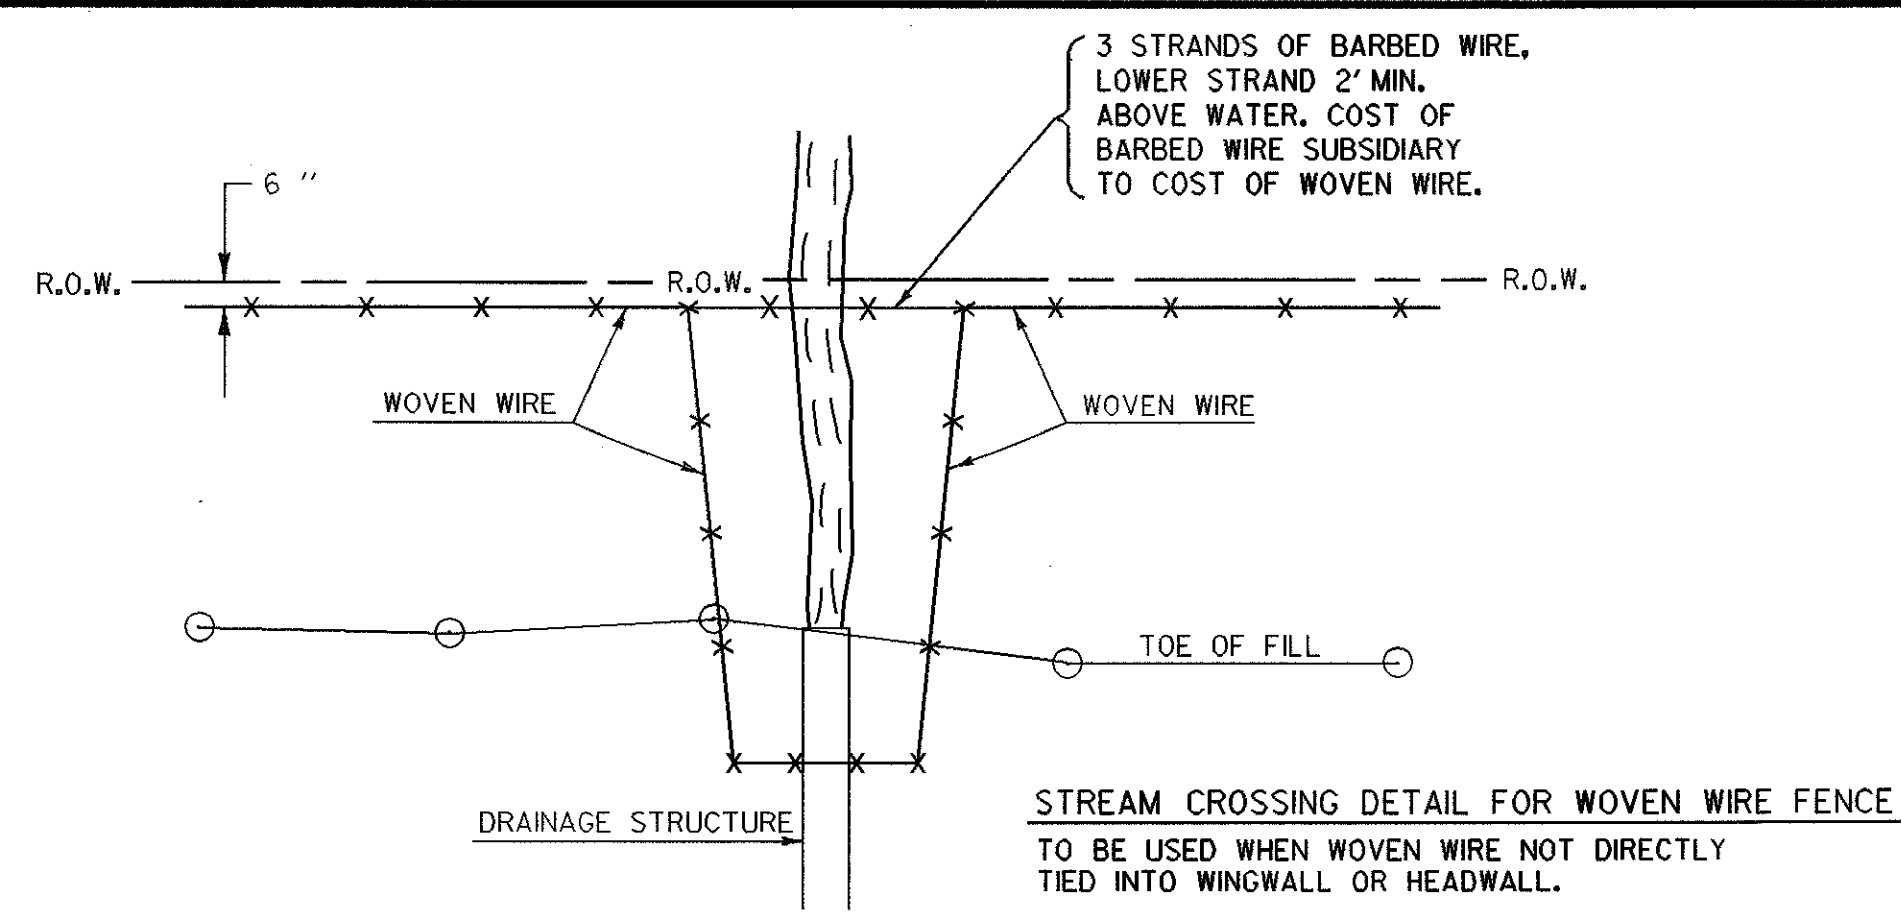 3 STRANDS OF BARBED WIRE,
LOWER STRAND 2' MIN.
ABOVE WATER. COST OF
BARBED WIRE SUBSIDIARY
TO COST OF WOVEN WIRE.
6 "
R.O.W.
R.O.W.
R.O.W.
WOVEN WIRE
WOVEN WIRE
TOE OF FILL
DRAINAGE STRUCTURE
STREAM CROSSING DETAIL FOR WOVEN WIRE FENCE
TO BE USED WHEN WOVEN WIRE NOT DIRECTLY
TIED INTO WINGWALL OR HEADWALL.